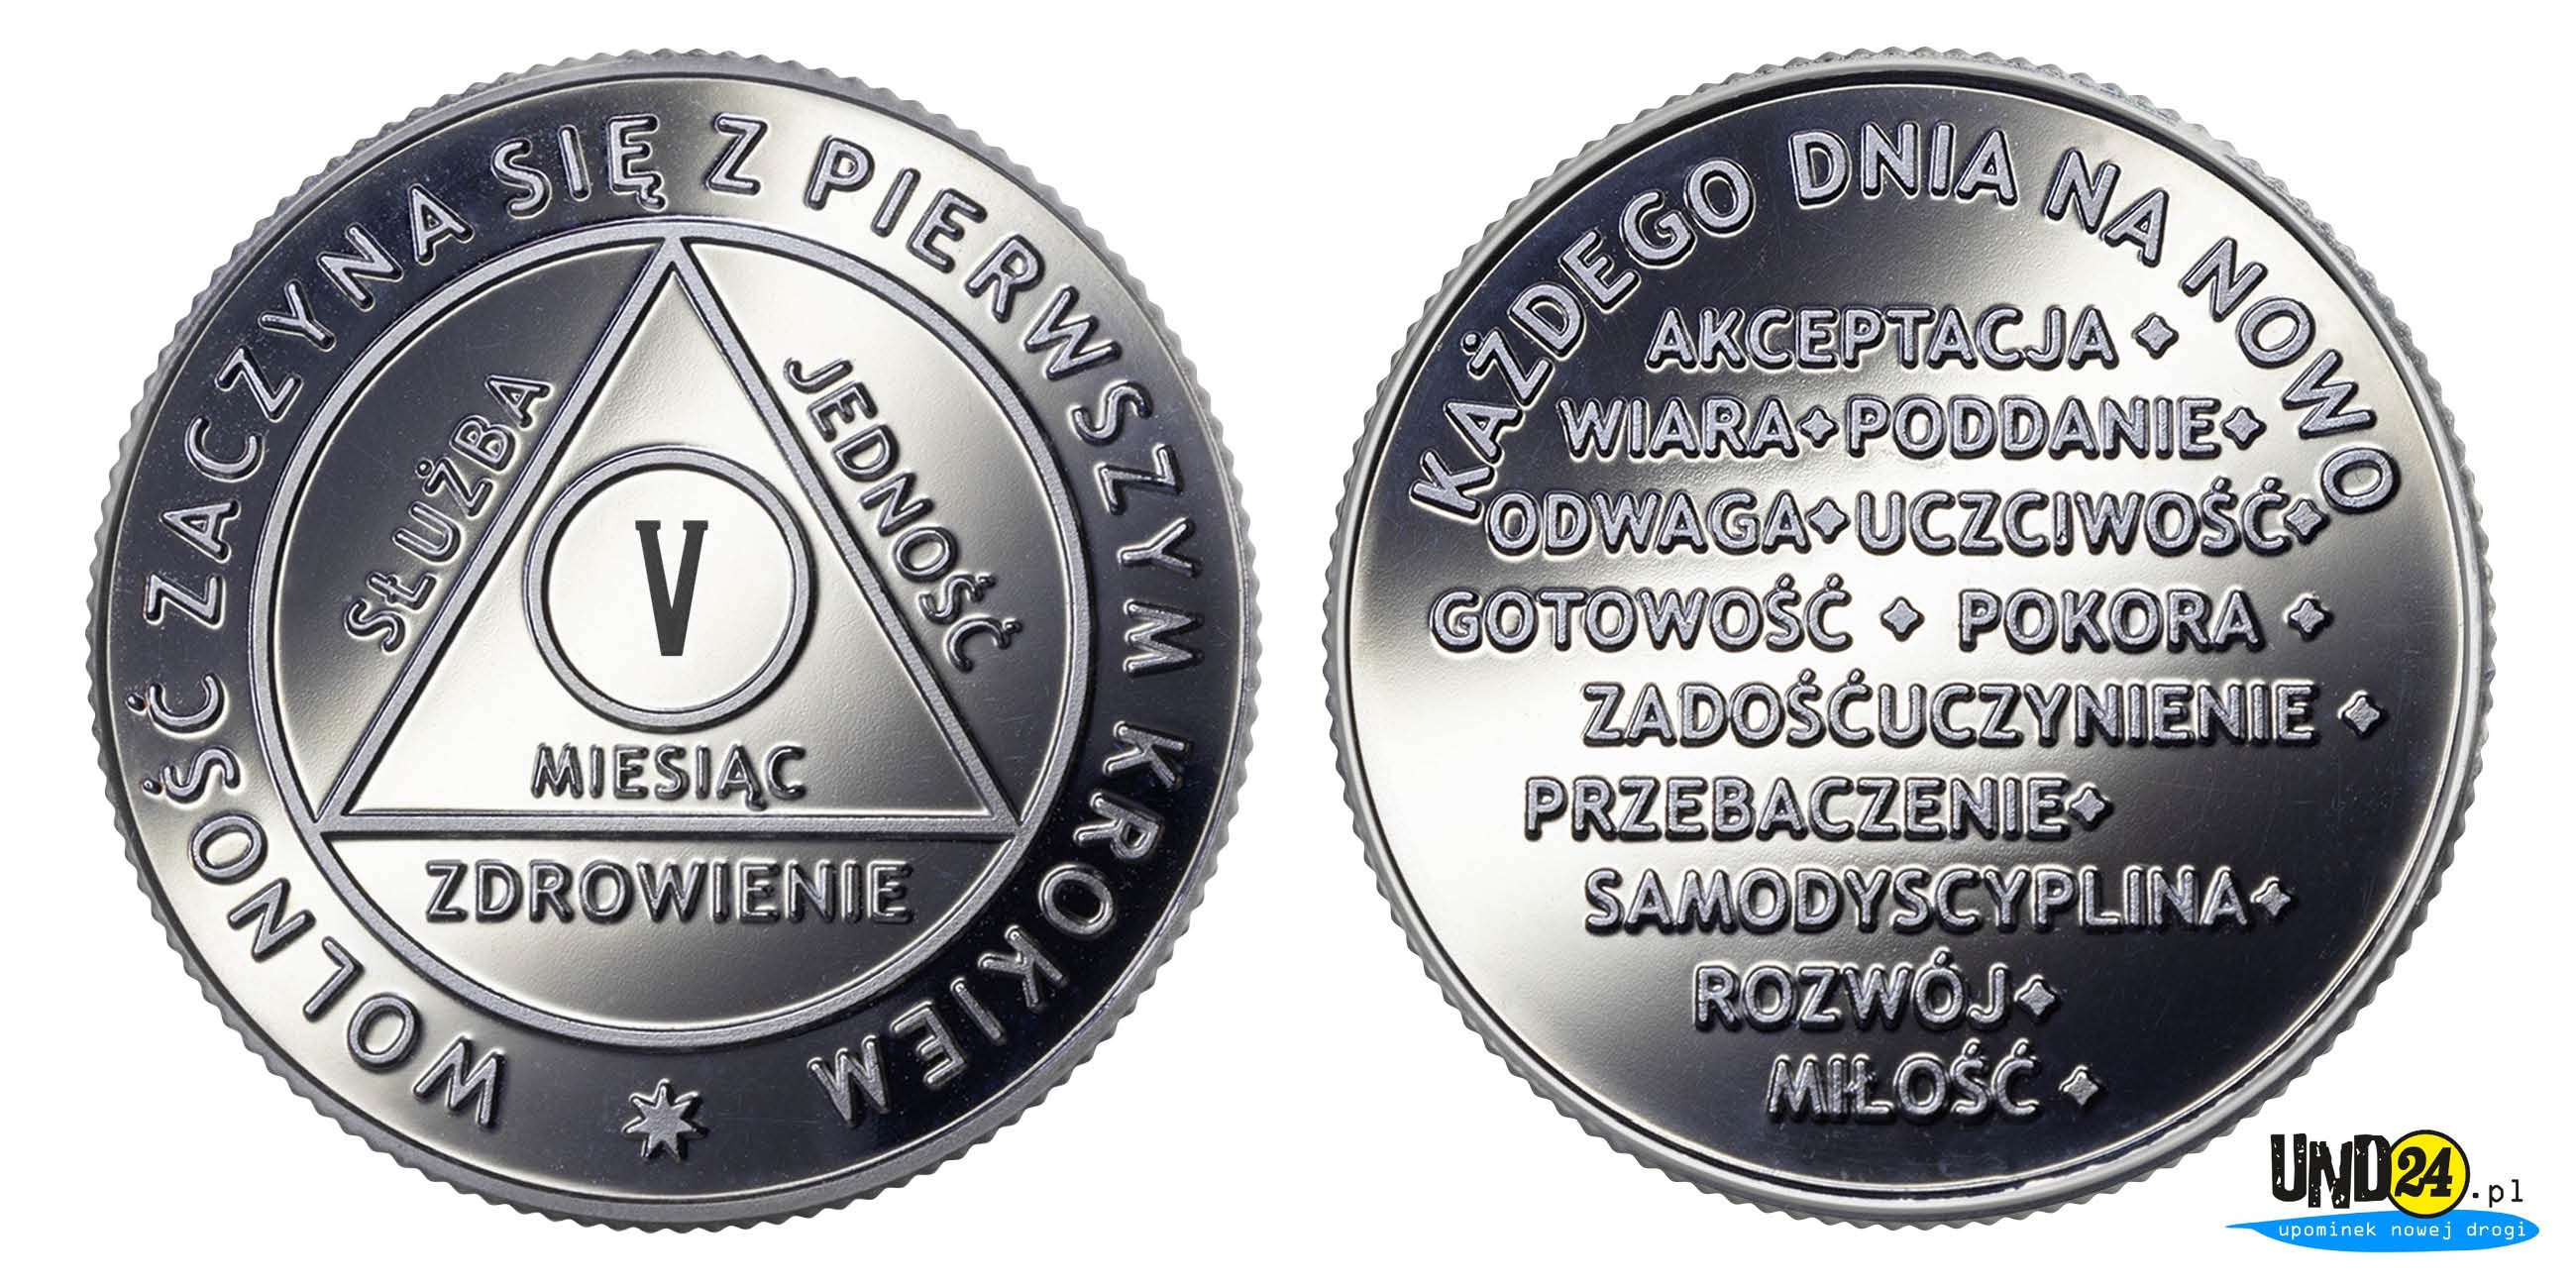 WOLNOŚĆ ZACZYNA SIĘ Z PIERWSZYM KROKIEM
SŁUŻBA
JEDNOŚĆ
V
MIESIĄC
ZDROWIENIE
KAŻDEGO DNIA NA NOWO
AKCEPTACJA
WIARA PODDANIE
ODWAGA UCZCIWOŚĆ
GOTOWOŚĆ POKORA
ZADOŚĆUCZYNIENIE
PRZEBACZENIE
SAMODYSCYPLINA
ROZWÓJ
MIŁOŚĆ
UND24.pl
upominek nowej drogi